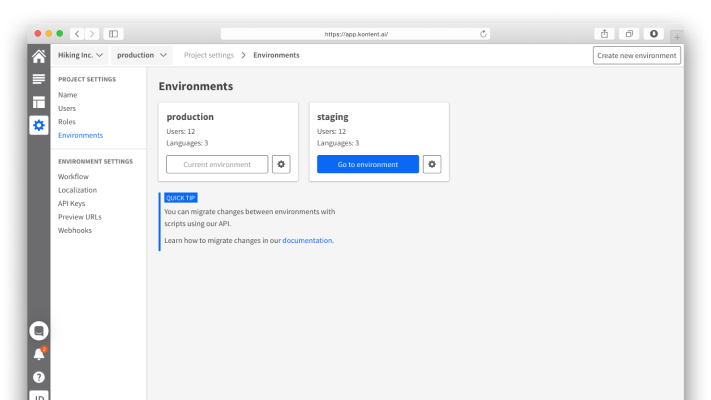 https://app.kontent.ai/
Hiking Inc. production Project settings Environments Create new environment
PROJECT SETTINGS
Name
Users
Roles
Environments
ENVIRONMENT SETTINGS
Workflow
Localization
API Keys
Preview URLs
Webhooks
Environments
production
Users: 12
Languages: 3
Current environment
staging
Users: 12
Languages: 3
Go to environment
QUICK TIP
You can migrate changes between environments with
scripts using our API.
Learn how to migrate changes in our documentation.
?